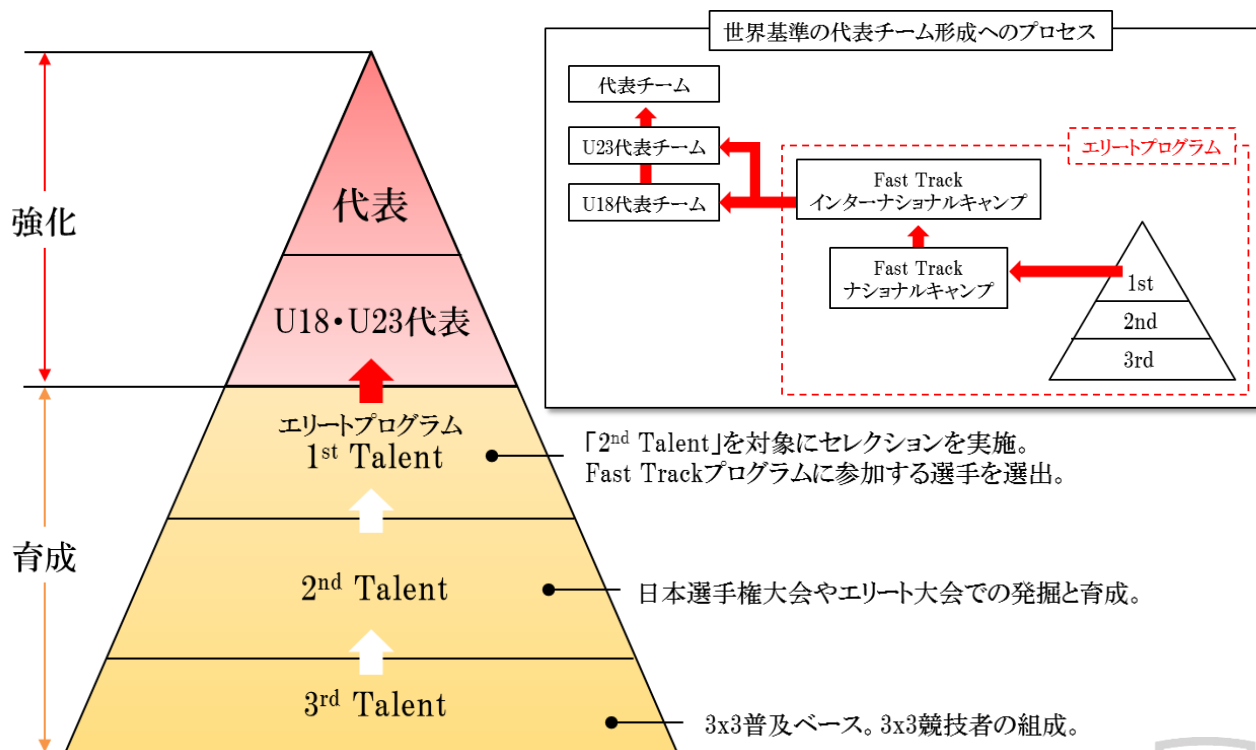 強化
育成
代表
U18・U23代表
エリートプログラム
1st Talent
2nd Talent
3rd Talent
「2nd Talent」を対象にセレクションを実施。
Fast Trackプログラムに参加する選手を選出。
日本選手権大会やエリート大会での発掘と育成。
3x3普及ベース。3x3競技者の組成。
世界基準の代表チーム形成へのプロセス
代表チーム
U23代表チーム
U18代表チーム
エリートプログラム
Fast Track
インターナショナルキャンプ
Fast Track
ナショナルキャンプ
1st
2nd
3rd